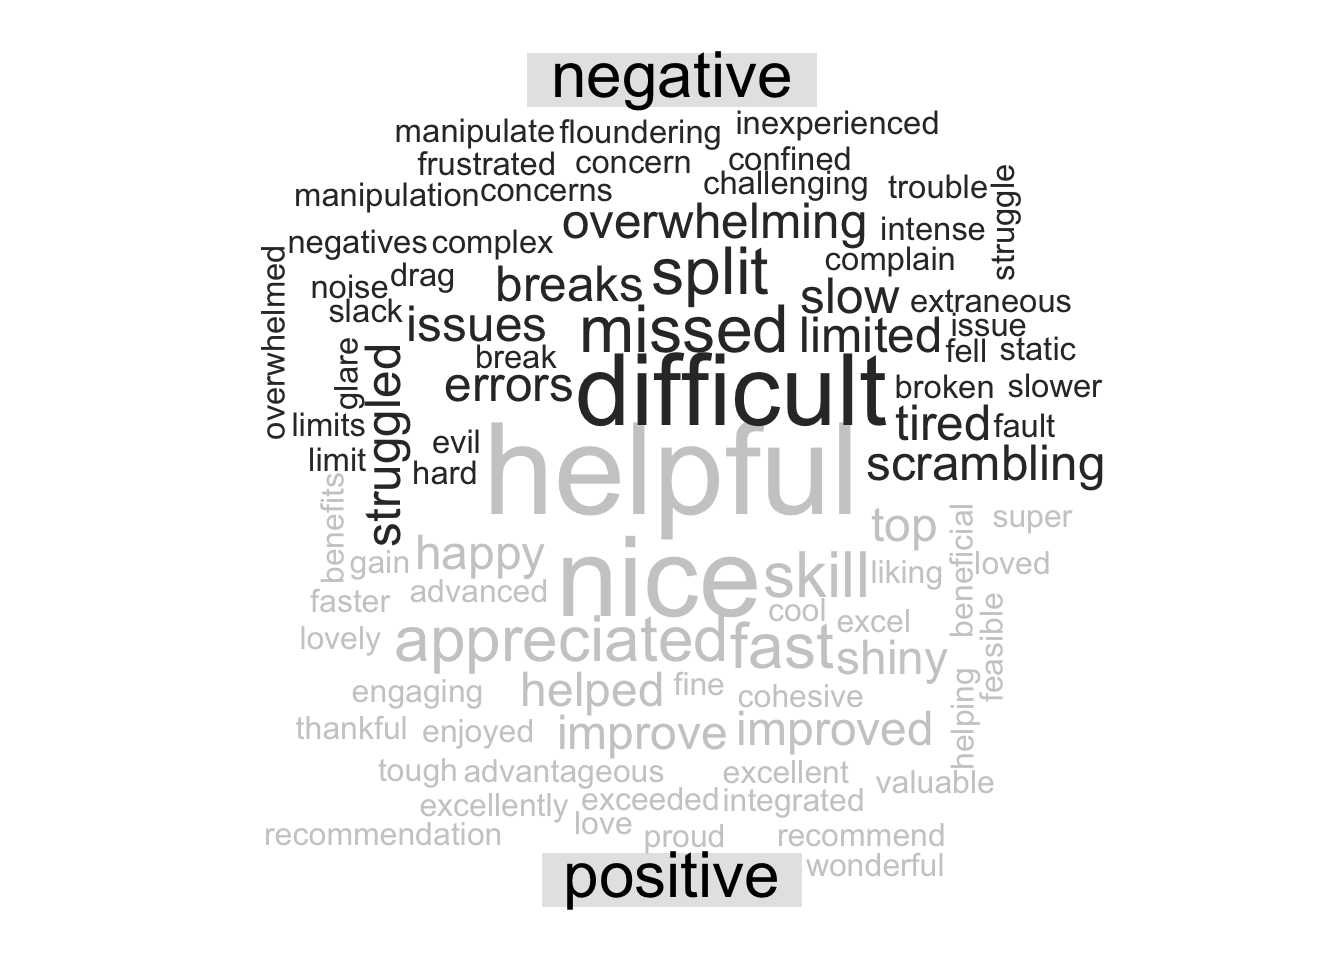 negative
manipulate floundering inexperienced
frustrated concern confined
manipulation concerns challenging trouble struggle
overwhelming intense
negatives complex complain
overwhelmed noise drag breaks split slow extraneous
slack issues missed limited issue
break fell static
glare struggled errors difficult broken slower
limits tired fault
evil
limit hard helpful scrambling
benefits top beneficial super
gain happy nice skill liking loved
faster advanced cool excel feasible
lovely appreciated fast shiny
engaging helped fine cohesive helping
thankful enjoyed improve improved
tough advantageous excellent valuable
excellently exceeded integrated
recommendation love proud recommend
wonderful
positive